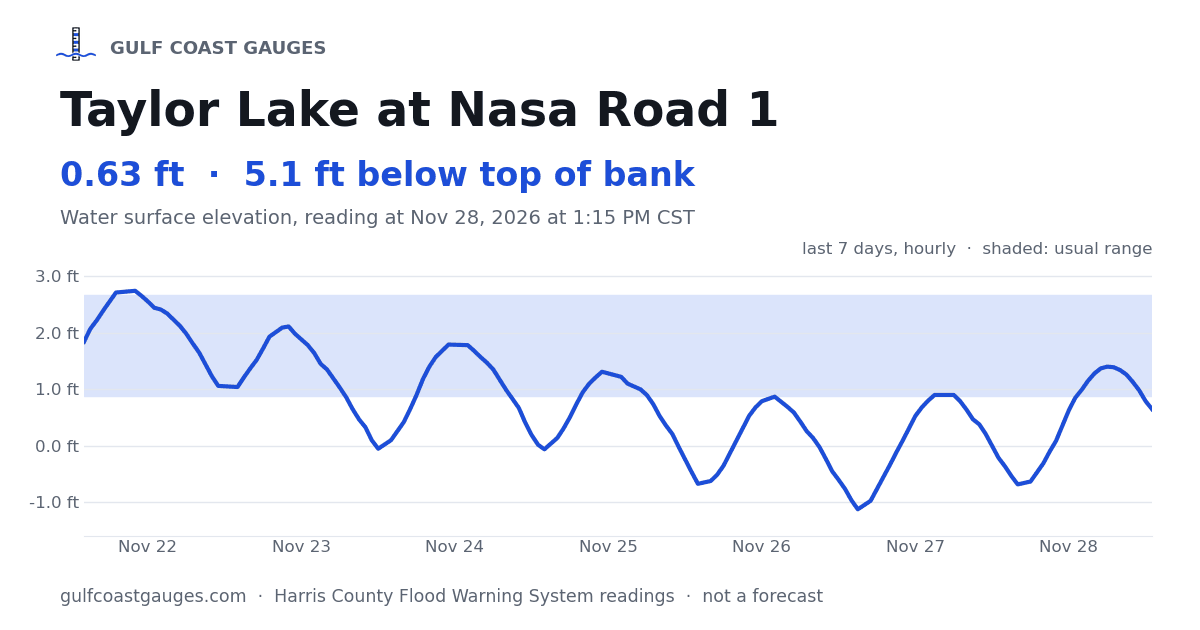 GULF COAST GAUGES
Taylor Lake at Nasa Road 1
0.63 ft · 5.1 ft below top of bank
Water surface elevation, reading at Nov 28, 2026 at 1:15 PM CST
last 7 days, hourly · shaded: usual range
3.0 ft
2.0 ft
1.0 ft
0.0 ft
-1.0 ft
Nov 22 Nov 23 Nov 24 Nov 25 Nov 26 Nov 27 Nov 28
gulfcoastgauges.com · Harris County Flood Warning System readings · not a forecast